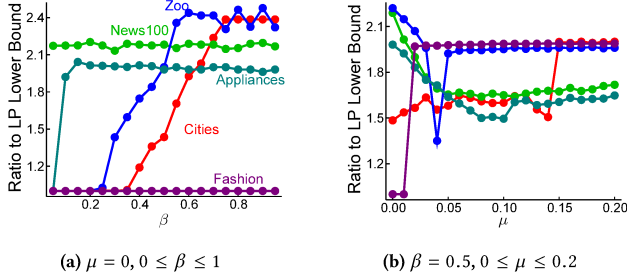 Ratio to LP Lower Bound
2.4
2.1
1.8
1.5
1.2
Zoo
News100
Appliances
Cities
Fashion
0.2 0.4 0.6 0.8
β
(a) μ = 0, 0 ≤ β ≤ 1
Ratio to LP Lower Bound
2.1
1.8
1.5
1.2
0.00 0.05 0.10 0.15 0.20
μ
(b) β = 0.5, 0 ≤ μ ≤ 0.2